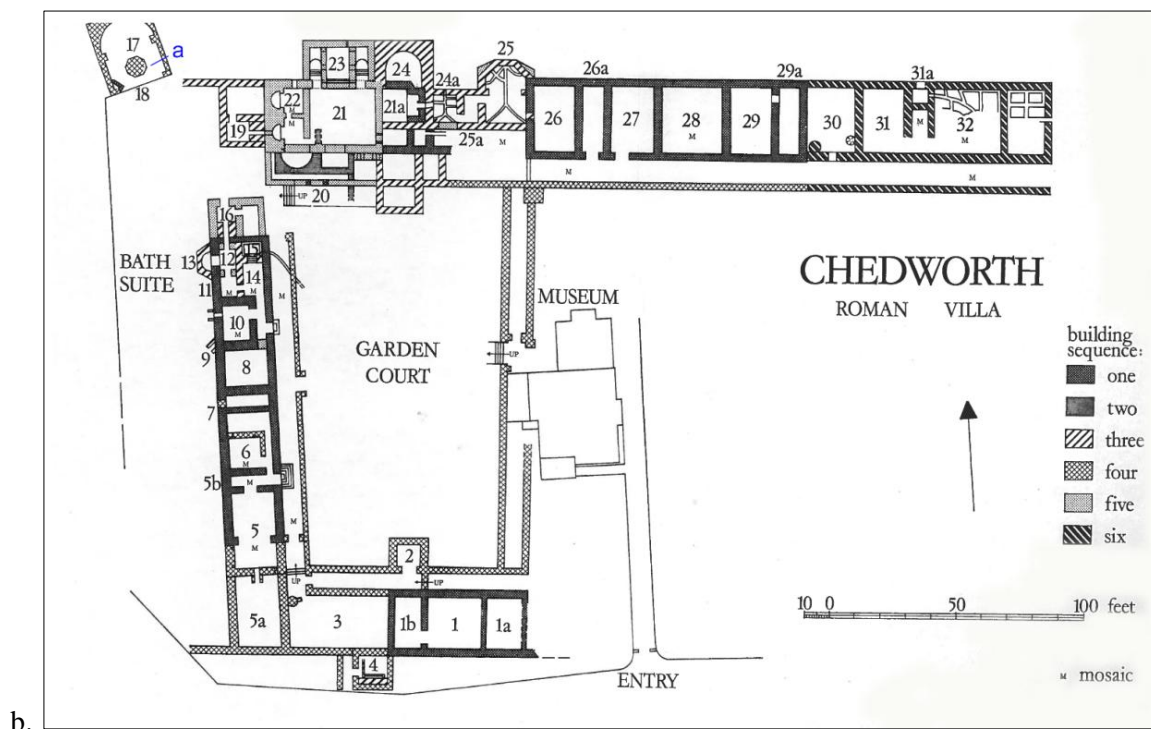 17
a
18
23
24
25
24a
26a
29a
31a
22
M
21
21a
M
19
26
27
28
M
29
30
31
M
32
25a
M
M
M
20
UP
16
BATH
SUITE
13
12
15
14
M
M
M
11
10
M
9
8
7
6
M
5b
M
5
M
M
UP
5a
3
2
UP
1b
1
1a
4
GARDEN
COURT
UP
MUSEUM
ENTRY
CHEDWORTH
ROMAN VILLA
building
sequence:
one
two
three
four
five
six
10 0 50 100 feet
M mosaic
b.